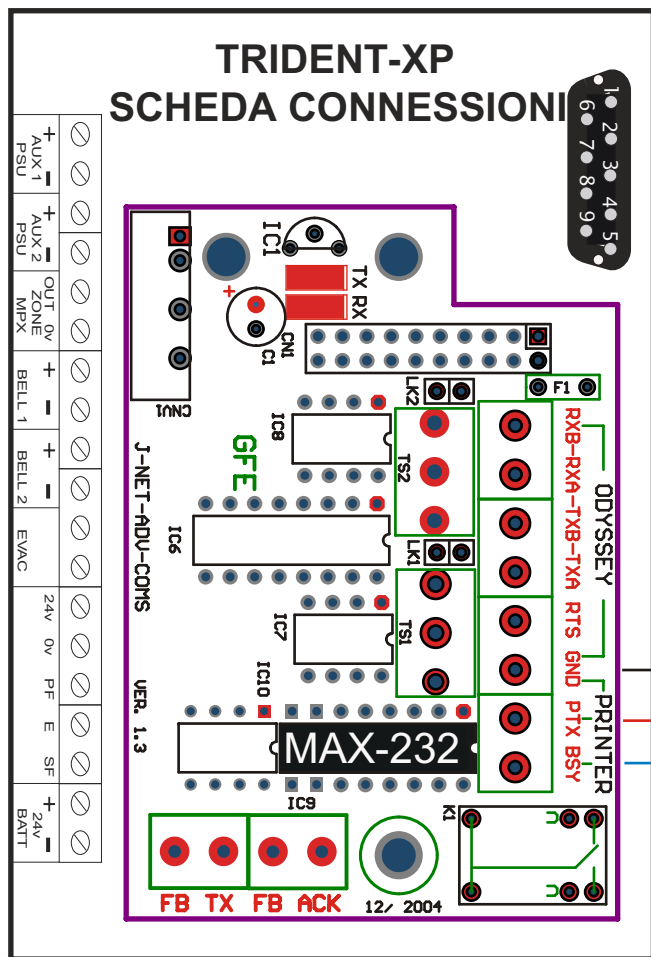 TRIDENT-XP
SCHEDA CONNESSIONI
1
2
3
4
5
6
7
8
9
+ AUX 1 PSU -
+ AUX 2 PSU -
OUT 0v ZONE MPX
+ BELL 1 -
+ BELL 2 -
EVAC
24v
0v
PF
E
SF
+ 24v BATT -
IC1
TX
RX
+
C1
CN1
CNV1
LK2
F1
IC8
GFE
TS2
J-NET-ADV-COMS
VER. 1.3
IC6
LK1
IC7
TS1
IC10
MAX-232
IC9
RXB-RXA-TXB-TXA RTS GND
PTX BSY
ODYSSEY
PRINTER
K1
FB TX FB ACK
12/ 2004